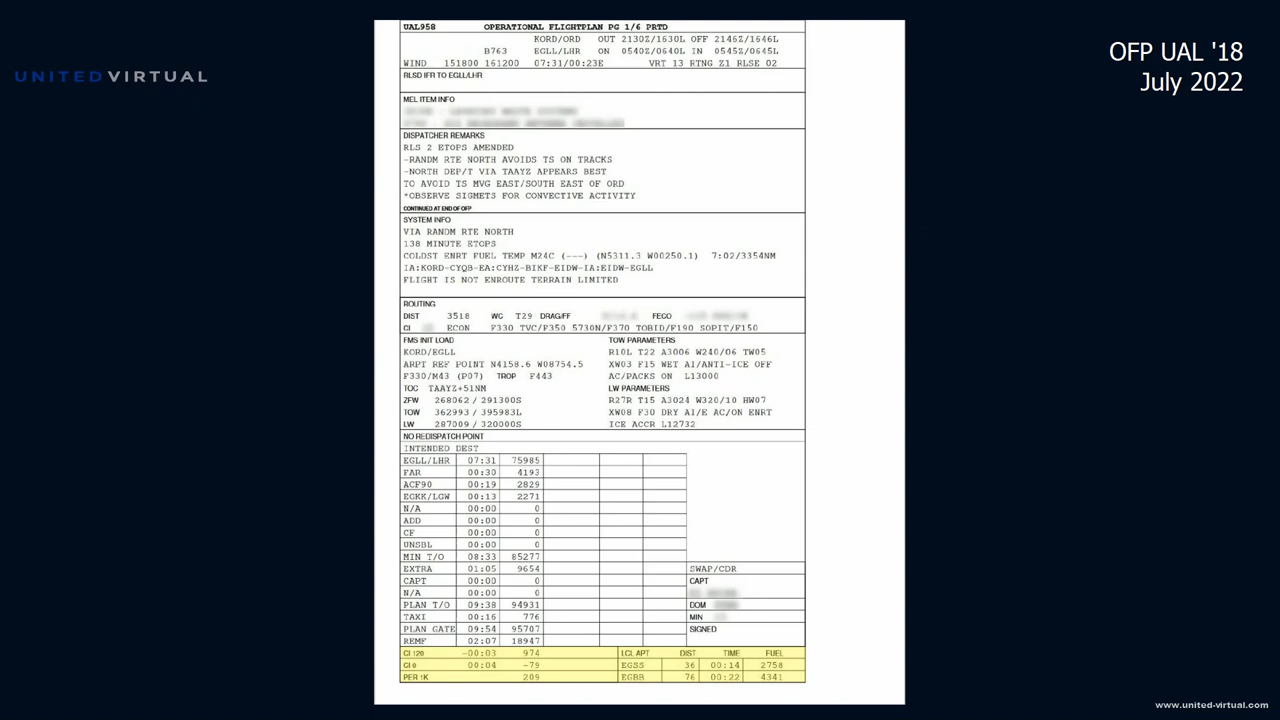 UNITEDVIRTUAL
OFP UAL '18
July 2022
UAL958 OPERATIONAL FLIGHTPLAN PG 1/6 PRTD
KORD/ORD OUT 2130Z/1630L OFF 2146Z/1646L
B763 EGLL/LHR ON 0540Z/0640L IN 0545Z/0645L
WIND 151800 161200 07:31/00:23E VRT 13 RTNG Z1 RLSE 02
RLSD IFR TO EGLL/LHR
MEL ITEM INFO
DISPATCHER REMARKS
RLS 2 ETOPS AMENDED
-RANDM RTE NORTH AVOIDS TS ON TRACKS
-NORTH DEP/T VIA TAAYZ APPEARS BEST
TO AVOID TS MVG EAST/SOUTH EAST OF ORD
*OBSERVE SIGMETS FOR CONVECTIVE ACTIVITY
CONTINUED AT END OF OFP
SYSTEM INFO
VIA RANDM RTE NORTH
138 MINUTE ETOPS
COLDST ENRT FUEL TEMP M24C (---) (N5311.3 W00250.1) 7:02/3354NM
IA:KORD-CYQB-EA:CYHZ-BIKF-EIDW-IA:EIDW-EGLL
FLIGHT IS NOT ENROUTE TERRAIN LIMITED
ROUTING
DIST 3518 WC T29 DRAG/FF FECO
CI ECON F330 TVC/F350 5730N/F370 TOBID/F190 SOPIT/F150
FMS INIT LOAD TOW PARAMETERS
KORD/EGLL R10L T22 A3006 W240/06 TW05
ARPT REF POINT N4158.6 W08754.5 XW03 F15 WET AI/ANTI-ICE OFF
F330/M43 (P07) TROP F443 AC/PACKS ON L13000
TOC TAAYZ+51NM LW PARAMETERS
ZFW 268062 / 291300S R27R T15 A3024 W320/10 HW07
TOW 362993 / 395983L XW08 F30 DRY AI/E AC/ON ENRT
LW 287009 / 320000S ICE ACCR L12732
NO REDISPATCH POINT
INTENDED DEST
EGLL/LHR 07:31 75985
FAR 00:30 4193
ACF90 00:19 2829
EGKK/LGW 00:13 2271
N/A 00:00 0
ADD 00:00 0
CF 00:00 0
UNSBL 00:00 0
MIN T/O 08:33 85277
EXTRA 01:05 9654 SWAP/CDR
CAPT 00:00 0 CAPT
N/A 00:00 0
PLAN T/O 09:38 94931 DOM
TAXI 00:16 776 MIN
PLAN GATE 09:54 95707 SIGNED
REMF 02:07 18947
CI 120 -00:03 974 LCL APT DIST TIME FUEL
CI 0 00:04 -79 EGSS 36 00:14 2758
PER 1K 209 EGBB 76 00:22 4341
www.united-virtual.com